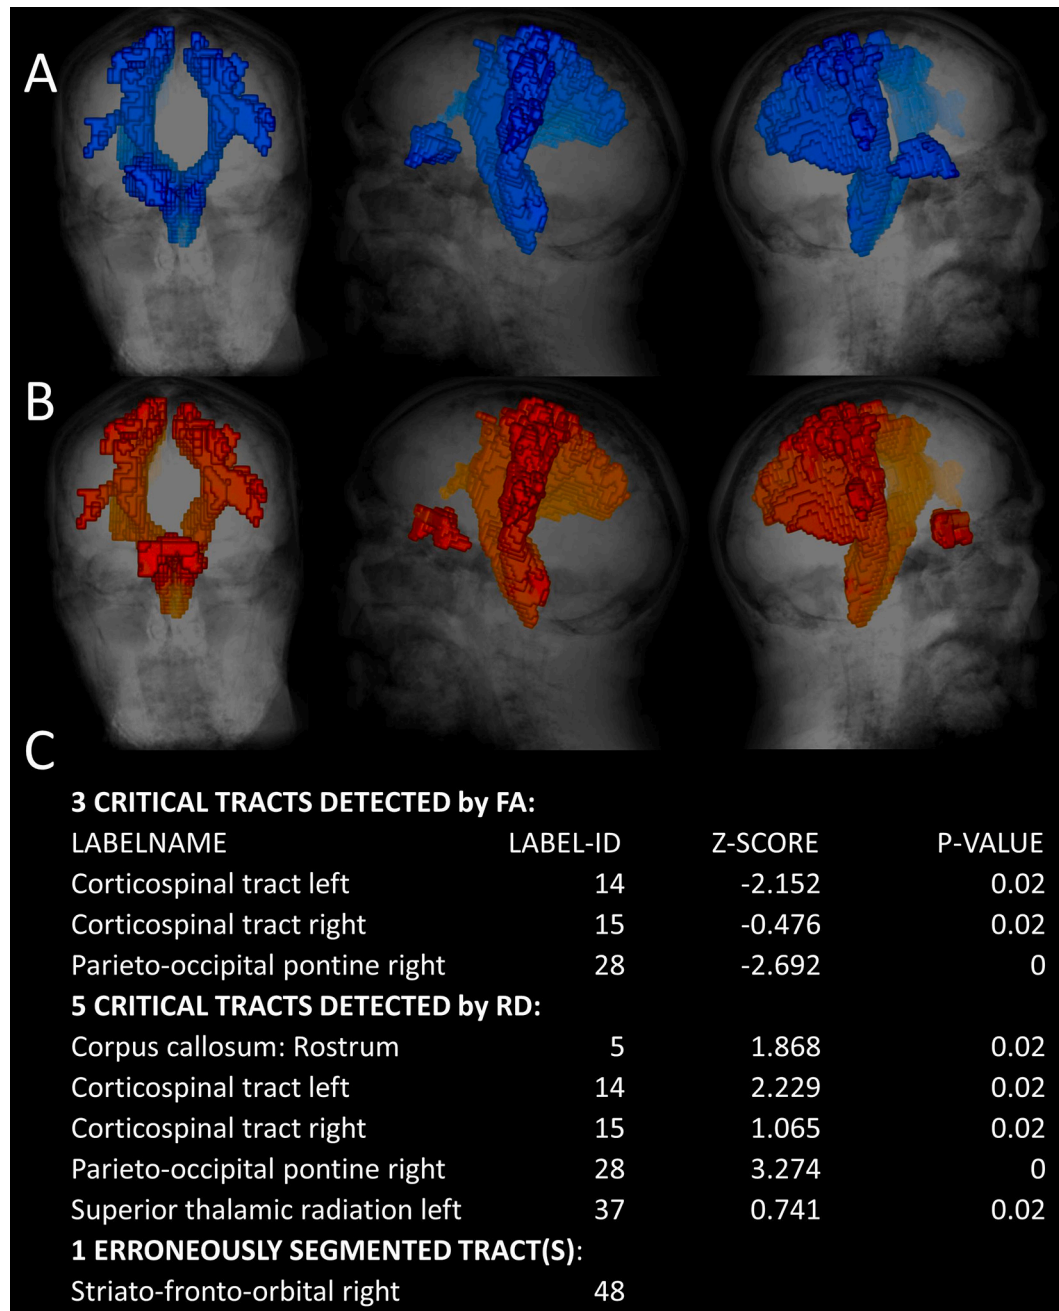 A
B
C
3 CRITICAL TRACTS DETECTED by FA:
LABELNAME LABEL-ID Z-SCORE P-VALUE
Corticospinal tract left 14 -2.152 0.02
Corticospinal tract right 15 -0.476 0.02
Parieto-occipital pontine right 28 -2.692 0
5 CRITICAL TRACTS DETECTED by RD:
Corpus callosum: Rostrum 5 1.868 0.02
Corticospinal tract left 14 2.229 0.02
Corticospinal tract right 15 1.065 0.02
Parieto-occipital pontine right 28 3.274 0
Superior thalamic radiation left 37 0.741 0.02
1 ERRONEOUSLY SEGMENTED TRACT(S):
Striato-fronto-orbital right 48